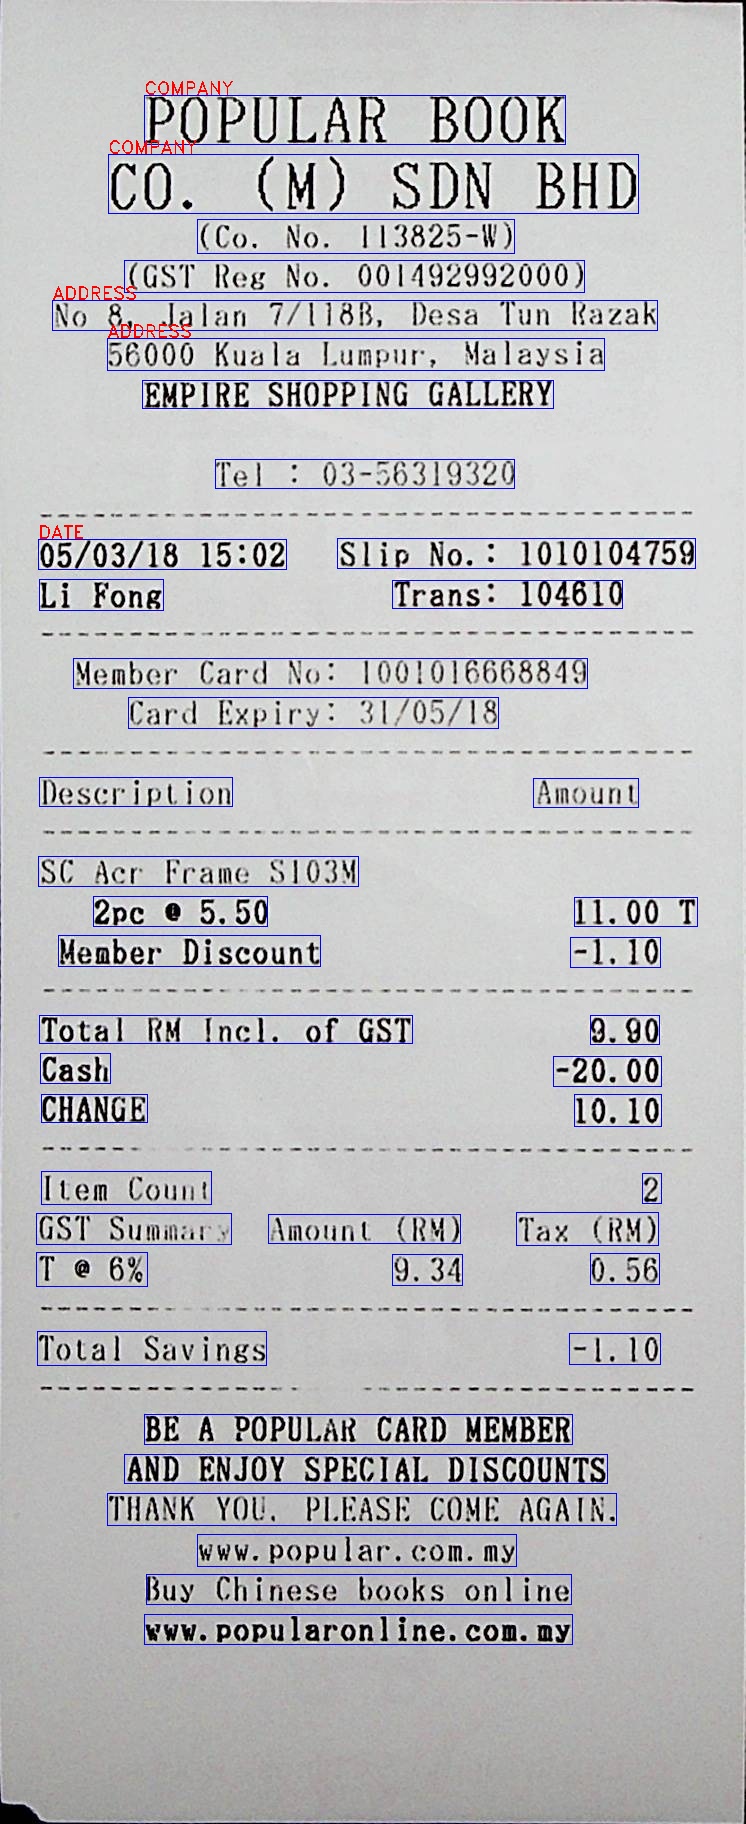 COMPANY
POPULAR BOOK
COMPANY
CO. (M) SDN BHD
(Co. No. 113825-W)
(GST Reg No. 001492992000)
ADDRESS
No 8, Jalan 7/118B, Desa Tun Razak
ADDRESS
56000 Kuala Lumpur, Malaysia
EMPIRE SHOPPING GALLERY
Tel : 03-56319320
DATE
05/03/18 15:02 Slip No.: 1010104759
Li Fong Trans: 104610
Member Card No: 1001016668849
Card Expiry: 31/05/18
Description Amount
SC Acr Frame S103M
2pc @ 5.50 11.00 T
Member Discount -1.10
Total RM Incl. of GST 9.90
Cash -20.00
CHANGE 10.10
Item Count 2
GST Summary Amount (RM) Tax (RM)
T @ 6% 9.34 0.56
Total Savings -1.10
BE A POPULAR CARD MEMBER
AND ENJOY SPECIAL DISCOUNTS
THANK YOU. PLEASE COME AGAIN.
www.popular.com.my
Buy Chinese books online
www.popularonline.com.my